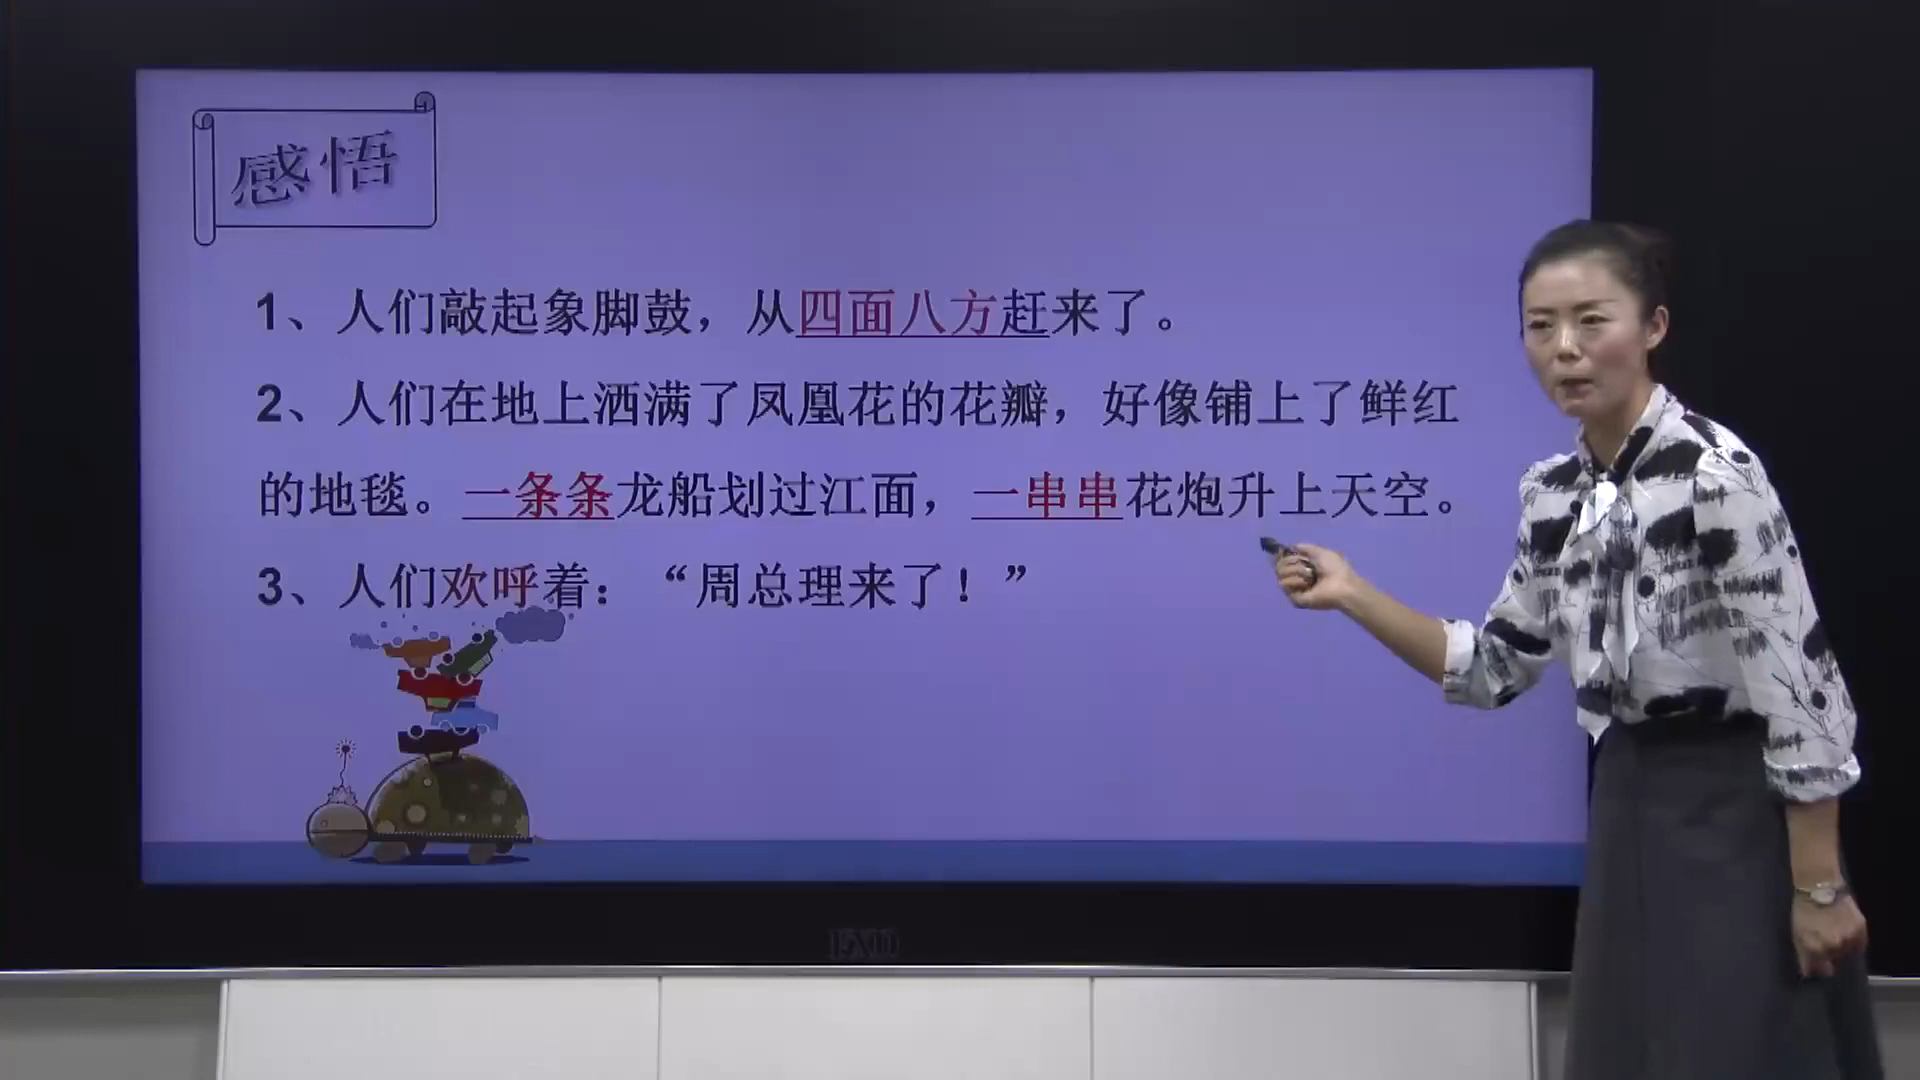 感悟
1、人们敲起象脚鼓，从四面八方赶来了。
2、人们在地上洒满了凤凰花的花瓣，好像铺上了鲜红
的地毯。一条条龙船划过江面，一串串花炮升上天空。
3、人们欢呼着：“周总理来了！”